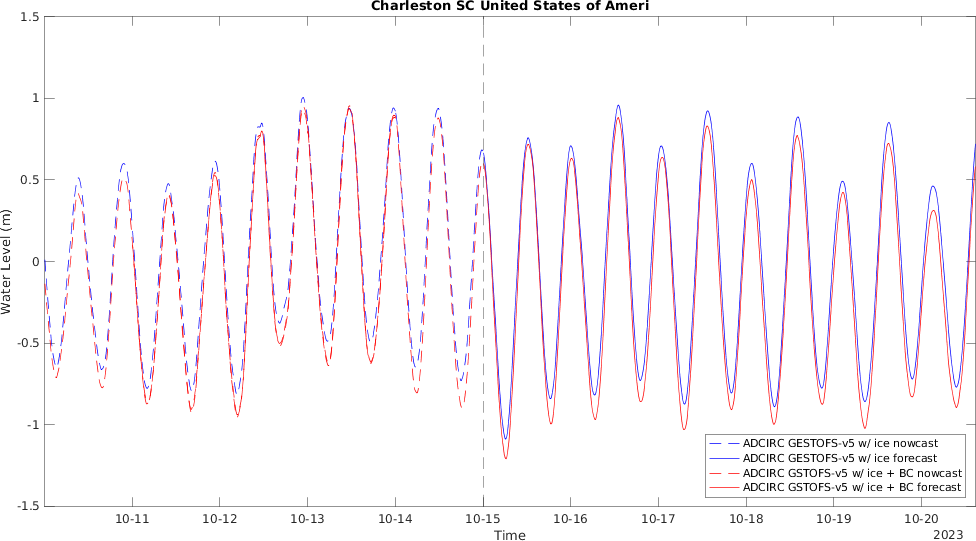 Charleston SC United States of Ameri
1.5
1
0.5
0
-0.5
-1
-1.5
Water Level (m)
10-11 10-12 10-13 10-14 10-15 10-16 10-17 10-18 10-19 10-20
Time
2023
ADCIRC GESTOFS-v5 w/ ice nowcast
ADCIRC GESTOFS-v5 w/ ice forecast
ADCIRC GSTOFS-v5 w/ ice + BC nowcast
ADCIRC GSTOFS-v5 w/ ice + BC forecast